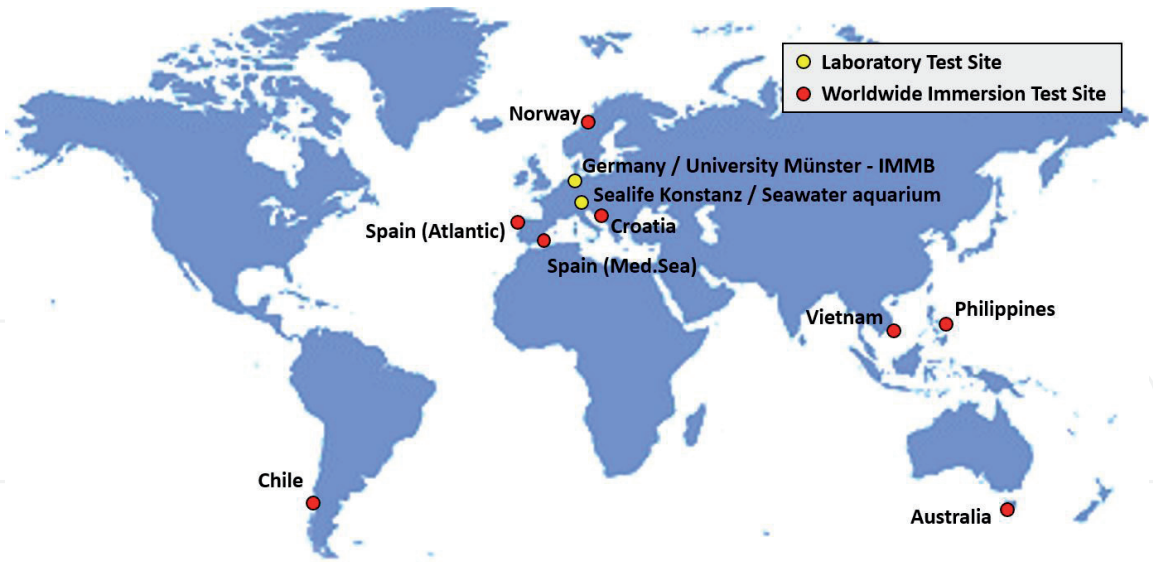 Laboratory Test Site
Worldwide Immersion Test Site
Norway
Germany / University Münster - IMMB
Sealife Konstanz / Seawater aquarium
Spain (Atlantic)
Croatia
Spain (Med.Sea)
Vietnam
Philippines
Chile
Australia